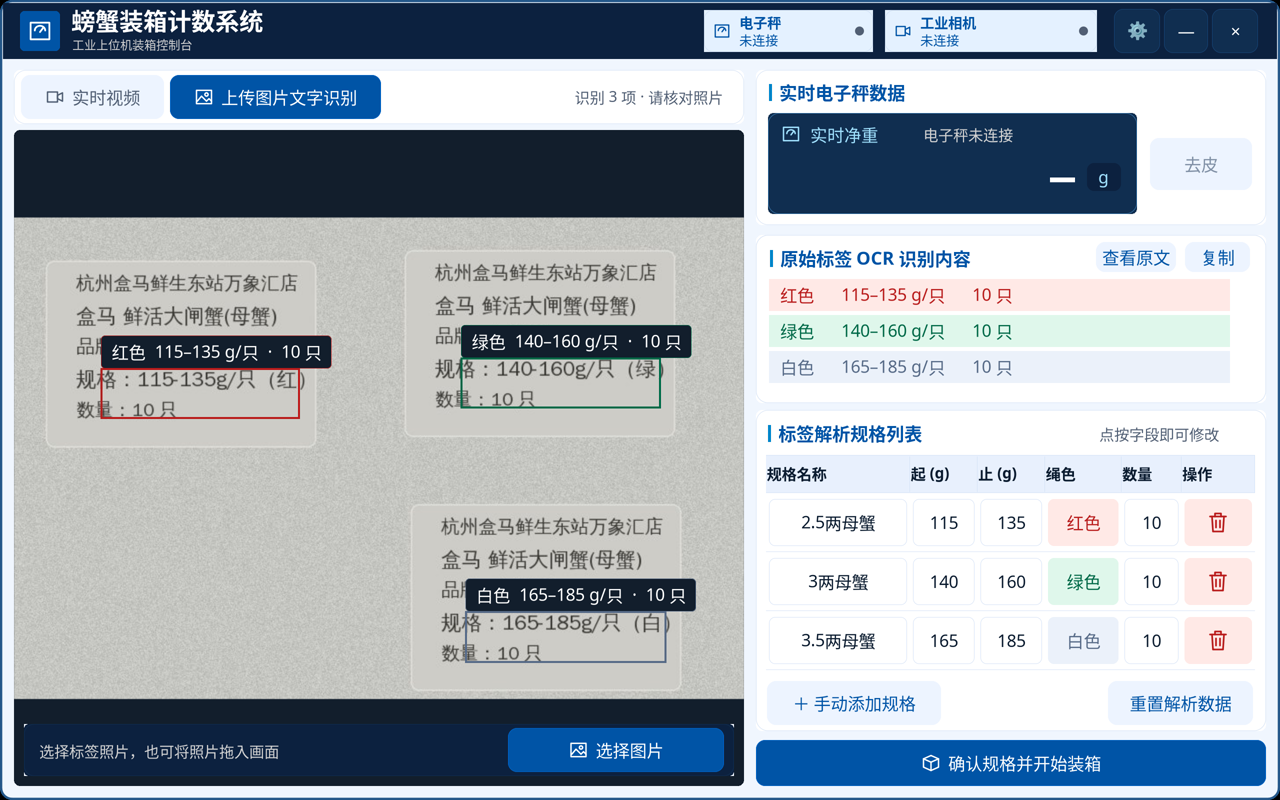 螃蟹装箱计数系统
工业上位机装箱控制台
电子秤
未连接
工业相机
未连接
实时视频
上传图片文字识别
识别 3 项 · 请核对照片
杭州盒马鲜生东站万象汇店
盒马 鲜活大闸蟹(母蟹)
品
红色 115–135 g/只 · 10 只
规格：115-135g/只（红）
数量：10 只
杭州盒马鲜生东站万象汇店
盒马 鲜活大闸蟹(母蟹)
品
绿色 140–160 g/只 · 10 只
规格：140-160g/只（绿）
数量：10 只
杭州盒马鲜生东站万象汇店
盒马 鲜活大闸蟹(母蟹)
品
白色 165–185 g/只 · 10 只
规格：165-185g/只（白）
数量：10 只
选择标签照片，也可将照片拖入画面
选择图片
实时电子秤数据
实时净重 电子秤未连接
— g
去皮
原始标签 OCR 识别内容
查看原文
复制
红色 115–135 g/只 10 只
绿色 140–160 g/只 10 只
白色 165–185 g/只 10 只
标签解析规格列表
点按字段即可修改
规格名称 起 (g) 止 (g) 绳色 数量 操作
2.5两母蟹 115 135 红色 10
3两母蟹 140 160 绿色 10
3.5两母蟹 165 185 白色 10
＋ 手动添加规格
重置解析数据
确认规格并开始装箱